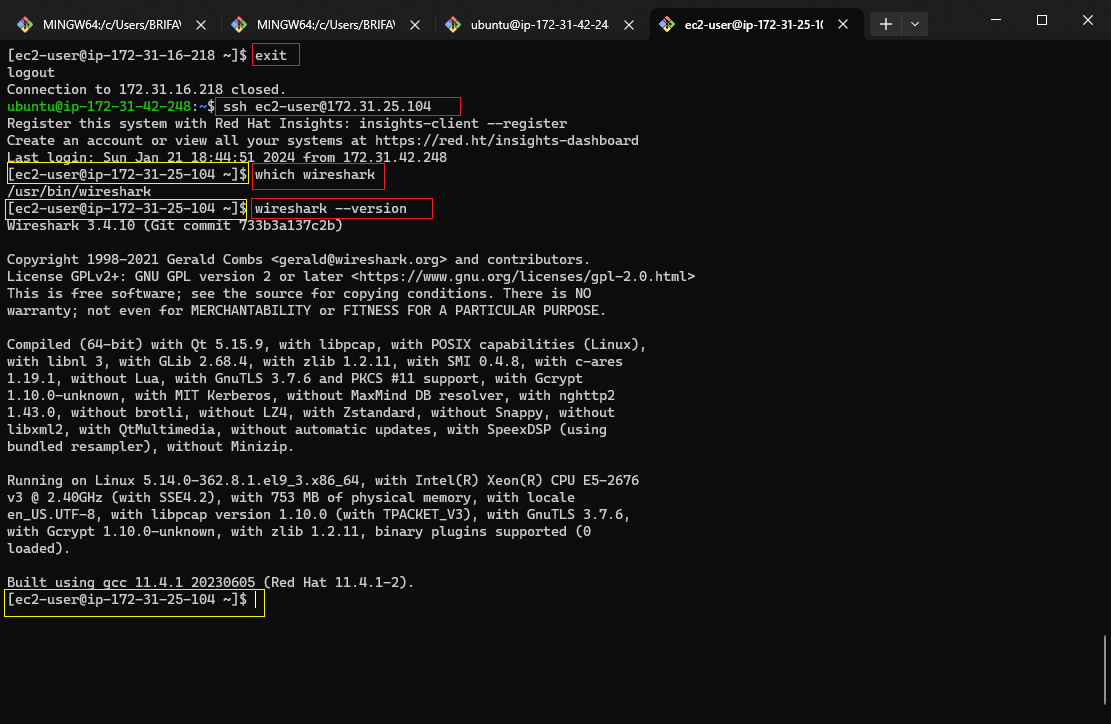 MINGW64:/c/Users/BRIFAV
MINGW64:/c/Users/BRIFAV
ubuntu@ip-172-31-42-24
ec2-user@ip-172-31-25-10
[ec2-user@ip-172-31-16-218 ~]$ exit
logout
Connection to 172.31.16.218 closed.
ubuntu@ip-172-31-42-248:~$ ssh ec2-user@172.31.25.104
Register this system with Red Hat Insights: insights-client --register
Create an account or view all your systems at https://red.ht/insights-dashboard
Last login: Sun Jan 21 18:44:51 2024 from 172.31.42.248
[ec2-user@ip-172-31-25-104 ~]$ which wireshark
/usr/bin/wireshark
[ec2-user@ip-172-31-25-104 ~]$ wireshark --version
Wireshark 3.4.10 (Git commit 733b3a137c2b)
Copyright 1998-2021 Gerald Combs <gerald@wireshark.org> and contributors.
License GPLv2+: GNU GPL version 2 or later <https://www.gnu.org/licenses/gpl-2.0.html>
This is free software; see the source for copying conditions. There is NO
warranty; not even for MERCHANTABILITY or FITNESS FOR A PARTICULAR PURPOSE.
Compiled (64-bit) with Qt 5.15.9, with libpcap, with POSIX capabilities (Linux),
with libnl 3, with GLib 2.68.4, with zlib 1.2.11, with SMI 0.4.8, with c-ares
1.19.1, without Lua, with GnuTLS 3.7.6 and PKCS #11 support, with Gcrypt
1.10.0-unknown, with MIT Kerberos, without MaxMind DB resolver, with nghttp2
1.43.0, without brotli, without LZ4, with Zstandard, without Snappy, without
libxml2, with QtMultimedia, without automatic updates, with SpeexDSP (using
bundled resampler), without Minizip.
Running on Linux 5.14.0-362.8.1.el9_3.x86_64, with Intel(R) Xeon(R) CPU E5-2676
v3 @ 2.40GHz (with SSE4.2), with 753 MB of physical memory, with locale
en_US.UTF-8, with libpcap version 1.10.0 (with TPACKET_V3), with GnuTLS 3.7.6,
with Gcrypt 1.10.0-unknown, with zlib 1.2.11, binary plugins supported (0
loaded).
Built using gcc 11.4.1 20230605 (Red Hat 11.4.1-2).
[ec2-user@ip-172-31-25-104 ~]$